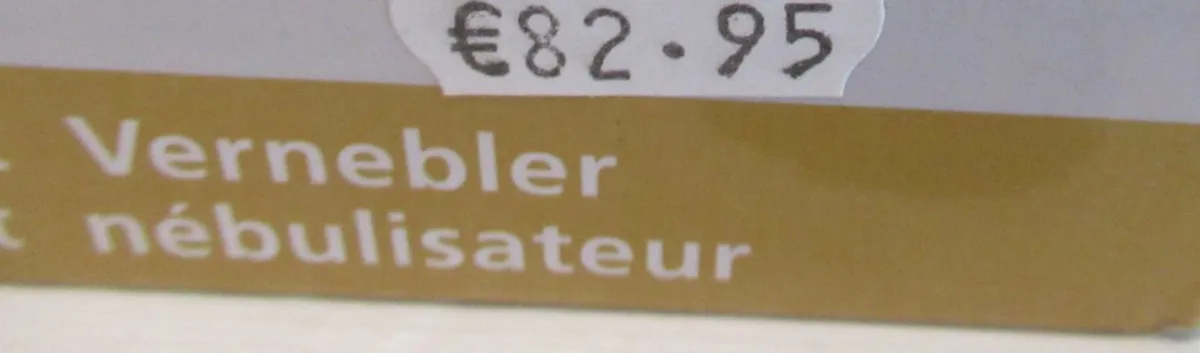 €82.95
Vernebler
nébulisateur